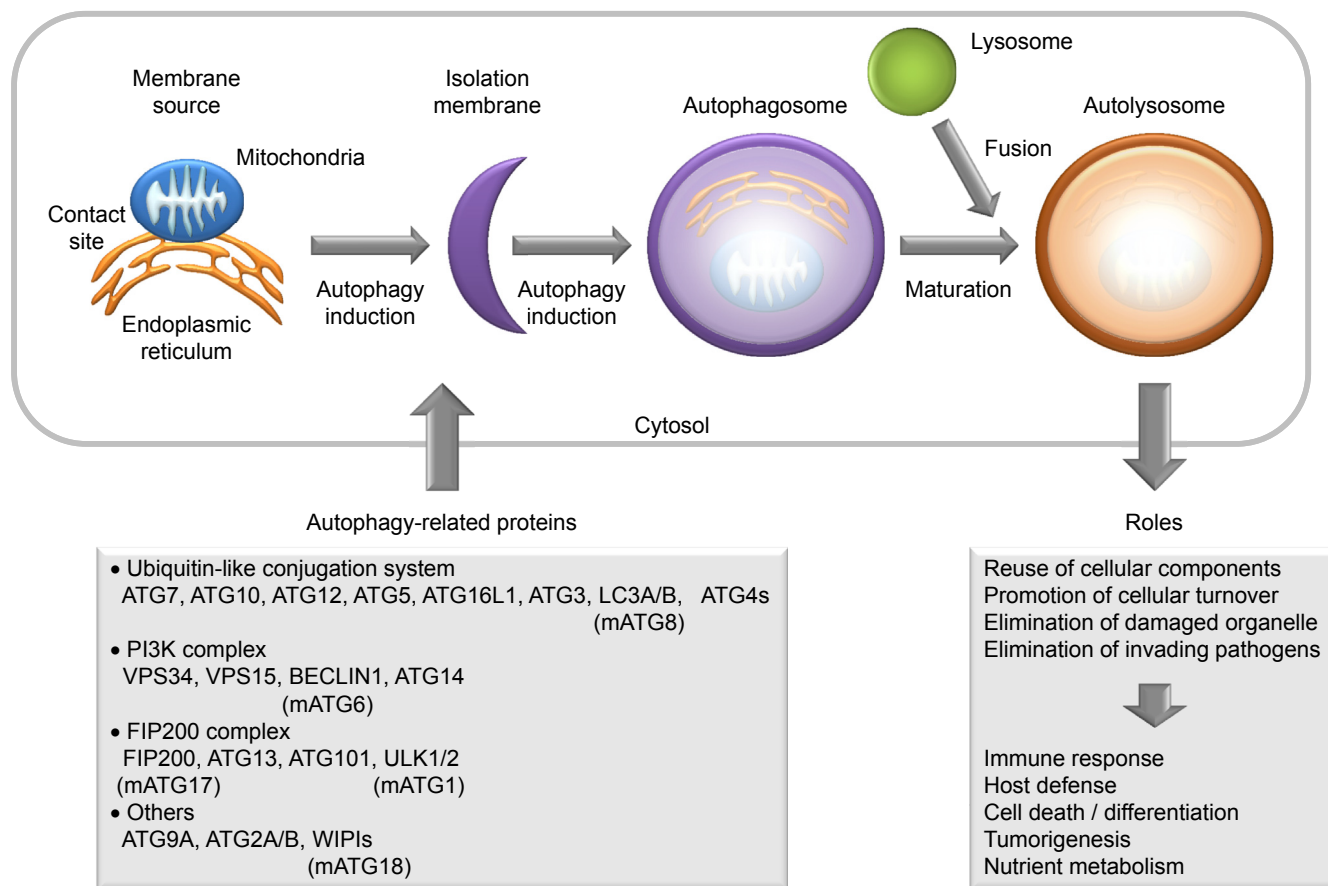 Membrane
source
Mitochondria
Contact
site
Endoplasmic
reticulum
Autophagy
induction
Isolation
membrane
Autophagy
induction
Autophagosome
Lysosome
Fusion
Maturation
Autolysosome
Cytosol
Autophagy-related proteins
• Ubiquitin-like conjugation system
ATG7, ATG10, ATG12, ATG5, ATG16L1, ATG3, LC3A/B, ATG4s
(mATG8)
• PI3K complex
VPS34, VPS15, BECLIN1, ATG14
(mATG6)
• FIP200 complex
FIP200, ATG13, ATG101, ULK1/2
(mATG17) (mATG1)
• Others
ATG9A, ATG2A/B, WIPIs
(mATG18)
Roles
Reuse of cellular components
Promotion of cellular turnover
Elimination of damaged organelle
Elimination of invading pathogens
Immune response
Host defense
Cell death / differentiation
Tumorigenesis
Nutrient metabolism